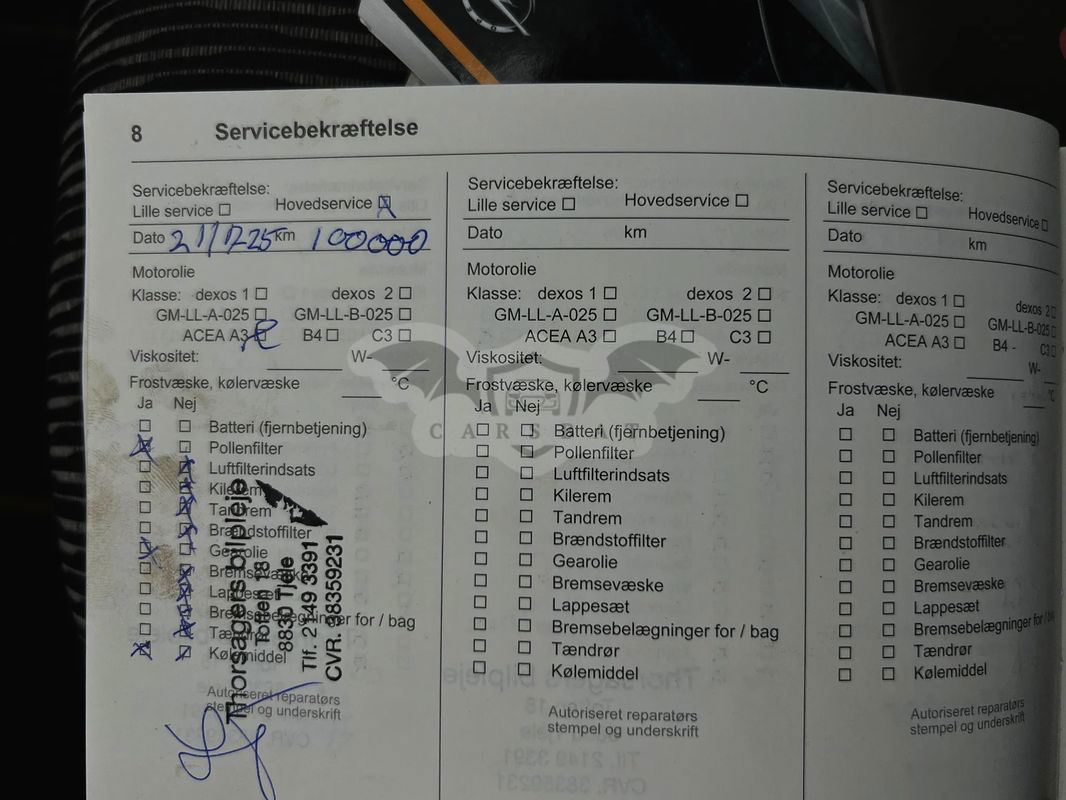 8 Servicebekræftelse
Servicebekræftelse:
Lille service ☐ Hovedservice ☒
Dato 21/7 25 km 100000
Motorolie
Klasse: dexos 1 ☐ dexos 2 ☐
GM-LL-A-025 ☐ GM-LL-B-025 ☐
ACEA A3 ☐ B4 ☐ C3 ☐
Viskositet: W-
Frostvæske, kølervæske °C
Ja Nej
Batteri (fjernbetjening)
Pollenfilter
Luftfilterindsats
Kilerem
Tandrem
Brændstoffilter
Gearolie
Bremsevæske
Lappesæt
Bremsebelægninger for / bag
Tændrør
Kølemiddel
Autoriseret reparatørs
stempel og underskrift
Thorsagers bilpleje
Toften 18
8830 Tjele
Tlf. 2149 3391
CVR. 38359231
Servicebekræftelse:
Lille service ☐ Hovedservice ☐
Dato km
Motorolie
Klasse: dexos 1 ☐ dexos 2 ☐
GM-LL-A-025 ☐ GM-LL-B-025 ☐
ACEA A3 ☐ B4 ☐ C3 ☐
Viskositet: W-
Frostvæske, kølervæske °C
Ja Nej
Batteri (fjernbetjening)
Pollenfilter
Luftfilterindsats
Kilerem
Tandrem
Brændstoffilter
Gearolie
Bremsevæske
Lappesæt
Bremsebelægninger for / bag
Tændrør
Kølemiddel
Autoriseret reparatørs
stempel og underskrift
Servicebekræftelse:
Lille service ☐ Hovedservice ☐
Dato km
Motorolie
Klasse: dexos 1 ☐ dexos 2 ☐
GM-LL-A-025 ☐ GM-LL-B-025 ☐
ACEA A3 ☐ B4 - C3 ☐
Viskositet: W-
Frostvæske, kølervæske °C
Ja Nej
Batteri (fjernbetjening)
Pollenfilter
Luftfilterindsats
Kilerem
Tandrem
Brændstoffilter
Gearolie
Bremsevæske
Lappesæt
Bremsebelægninger for / bag
Tændrør
Kølemiddel
Autoriseret reparatørs
stempel og underskrift
CARSBAT